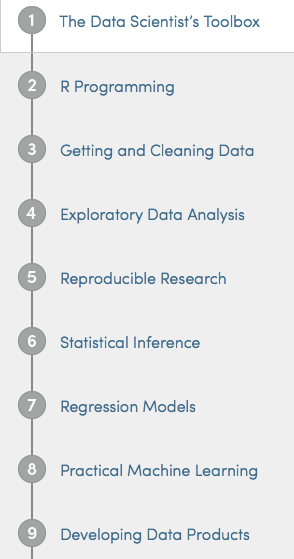 1 The Data Scientist's Toolbox
2 R Programming
3 Getting and Cleaning Data
4 Exploratory Data Analysis
5 Reproducible Research
6 Statistical Inference
7 Regression Models
8 Practical Machine Learning
9 Developing Data Products